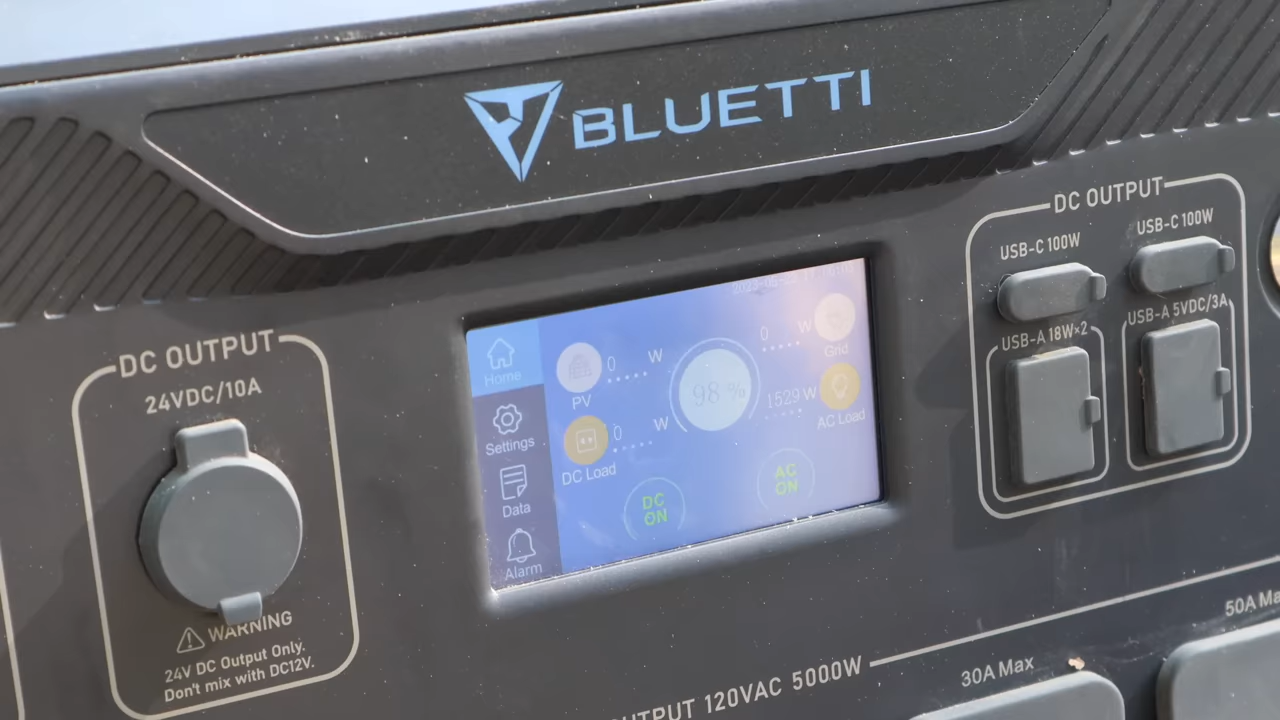 BLUETTI
DC OUTPUT
24VDC/10A
WARNING
24V DC Output Only.
Don't mix with DC12V.
Home
Settings
Data
Alarm
0 W
PV
0 W
DC Load
98 %
0 W
Grid
1529 W
AC Load
DC
ON
AC
ON
DC OUTPUT
USB-C 100W
USB-C 100W
USB-A 18W×2
USB-A 5VDC/3A
120VAC 5000W
30A Max
50A